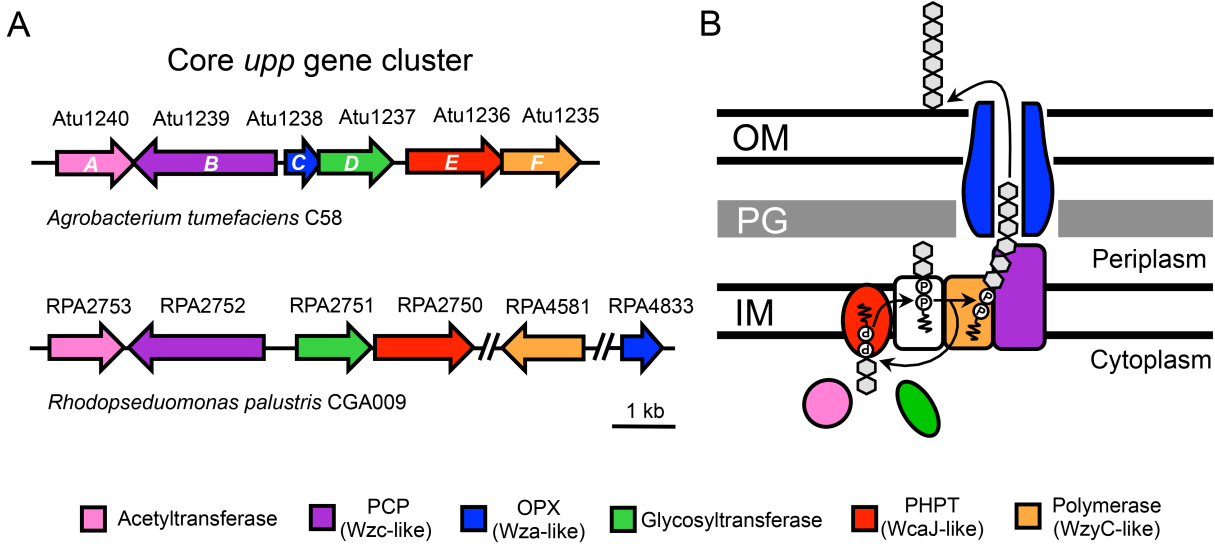 A
Core upp gene cluster
Atu1240 Atu1239 Atu1238 Atu1237 Atu1236 Atu1235
A B C D E F
Agrobacterium tumefaciens C58
RPA2753 RPA2752 RPA2751 RPA2750 RPA4581 RPA4833
Rhodopseduomonas palustris CGA009
1 kb
B
OM
PG
Periplasm
IM
P
P
P
P
P
P
Cytoplasm
Acetyltransferase
PCP
(Wzc-like)
OPX
(Wza-like)
Glycosyltransferase
PHPT
(WcaJ-like)
Polymerase
(WzyC-like)